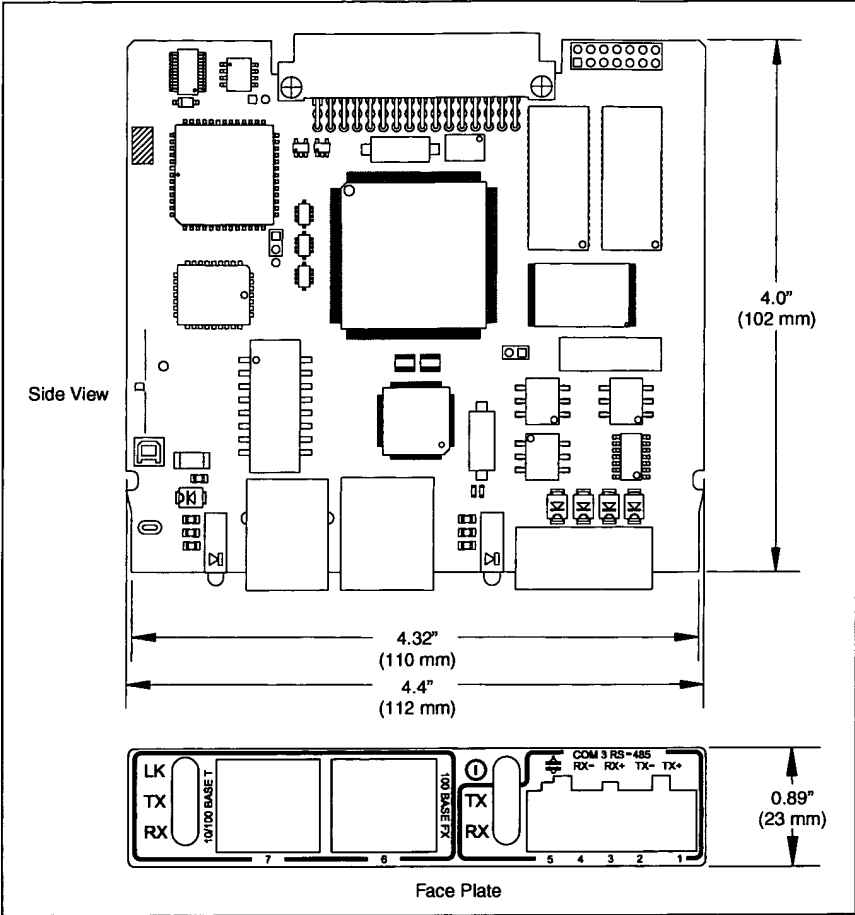 4.0"
(102 mm)
Side View
4.32"
(110 mm)
4.4"
(112 mm)
COM 3 RS-485
RX- RX+ TX- TX+
LK
TX
RX
10/100 BASE T
100 BASE FX
I
TX
RX
7 6 5 4 3 2 1
0.89"
(23 mm)
Face Plate